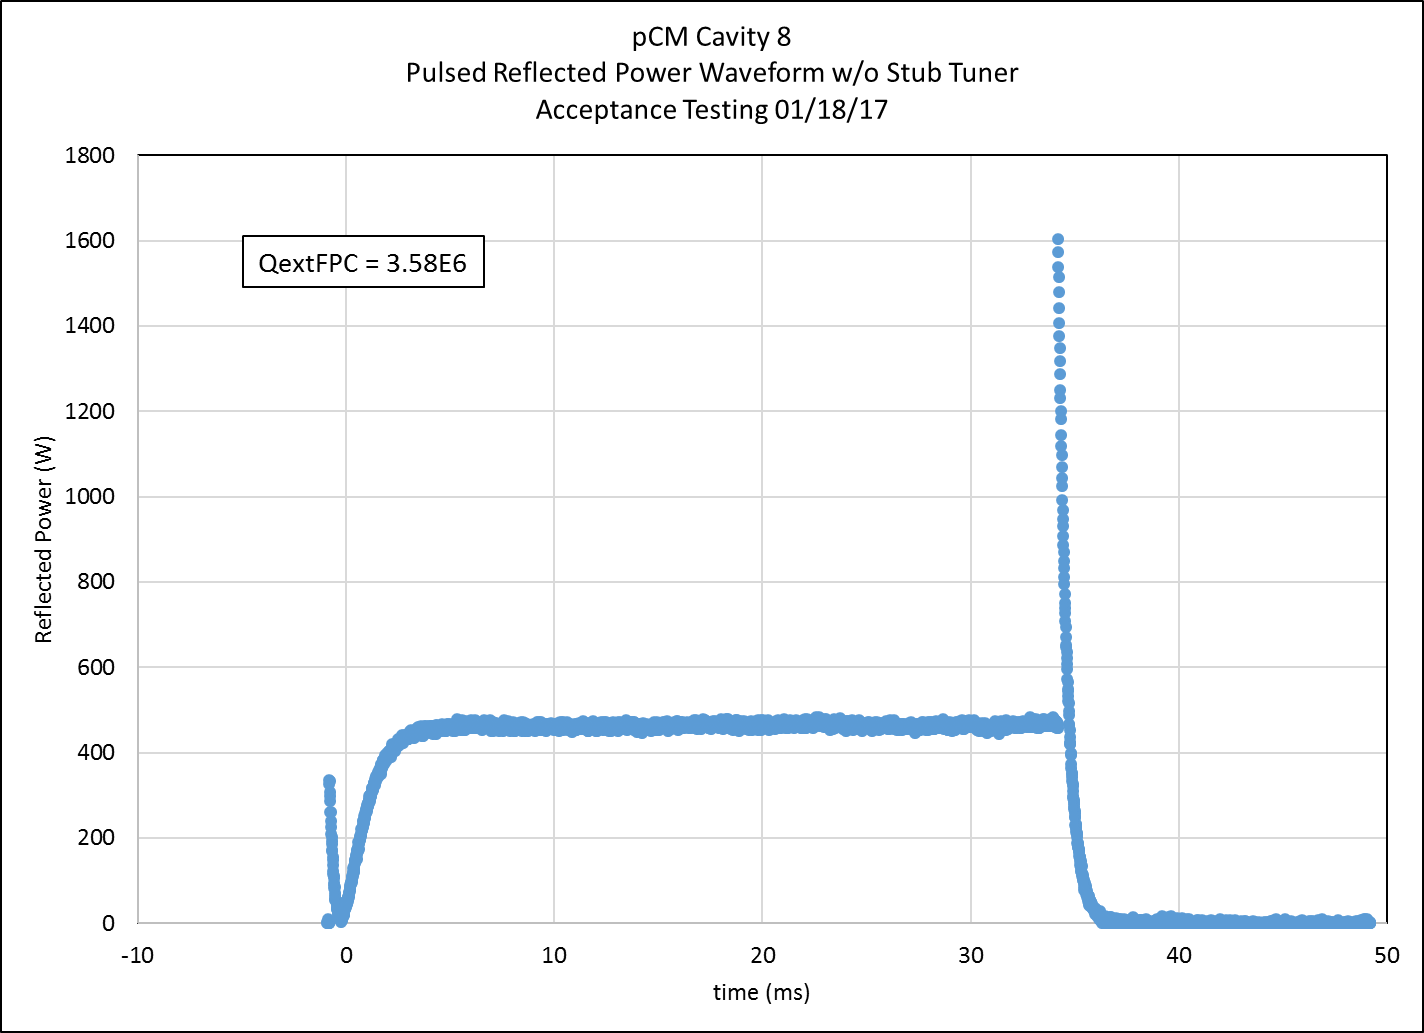 pCM Cavity 8
Pulsed Reflected Power Waveform w/o Stub Tuner
Acceptance Testing 01/18/17
QextFPC = 3.58E6
Reflected Power (W)
1800
1600
1400
1200
1000
800
600
400
200
0
-10 0 10 20 30 40 50
time (ms)